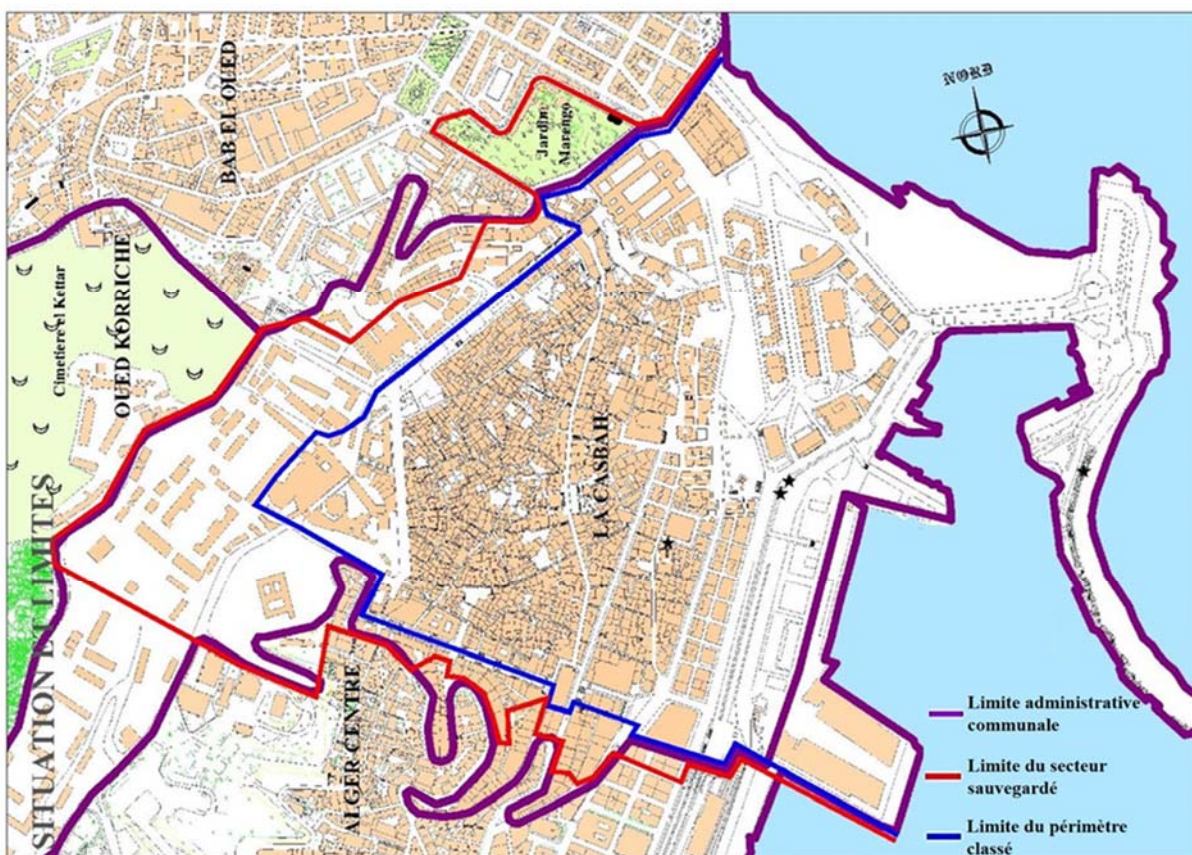 SITUATION ET LIMITES
BAB EL OUED
Jardin
Marengo
NORD
Cimetiere el Kettar
OUED KORRICHE
LA CASBAH
ALGER CENTRE
Limite administrative
communale
Limite du secteur
sauvegardé
Limite du périmètre
classé